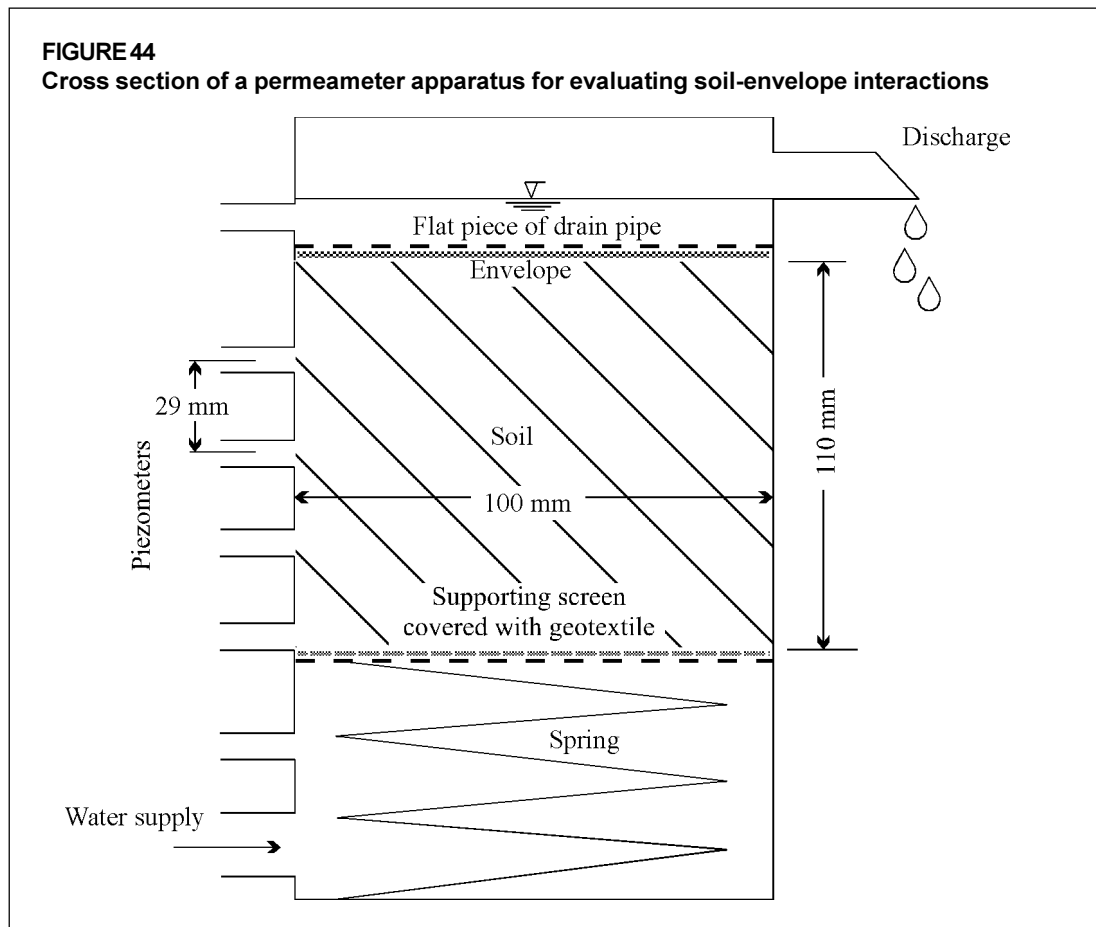 FIGURE 44
Cross section of a permeameter apparatus for evaluating soil-envelope interactions
Discharge
Flat piece of drain pipe
Envelope
29 mm
Piezometers
Soil
100 mm
110 mm
Supporting screen
covered with geotextile
Spring
Water supply